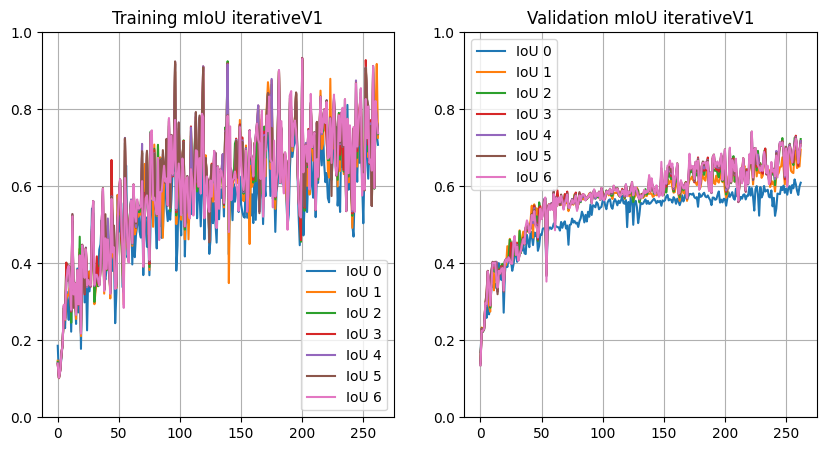 Training mIoU iterativeV1
1.0
0.8
0.6
0.4
0.2
0.0
0
50
100
150
200
250
IoU 0
IoU 1
IoU 2
IoU 3
IoU 4
IoU 5
IoU 6
Validation mIoU iterativeV1
1.0
0.8
0.6
0.4
0.2
0.0
0
50
100
150
200
250
IoU 0
IoU 1
IoU 2
IoU 3
IoU 4
IoU 5
IoU 6